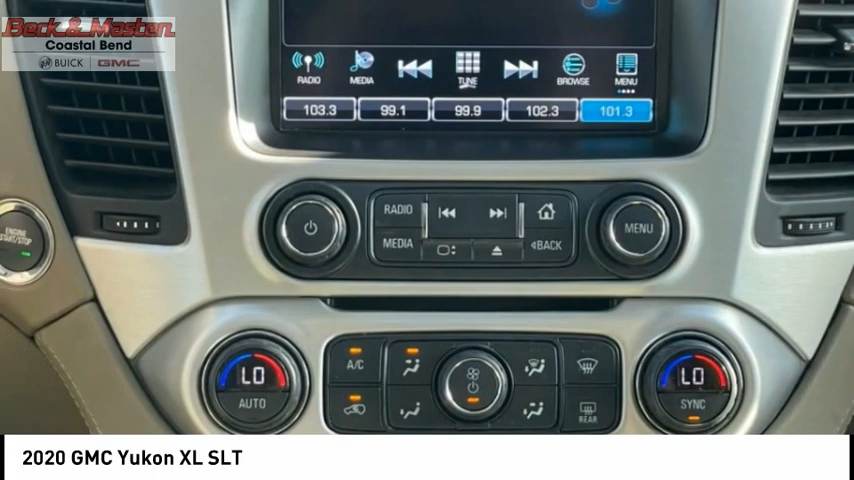 Beck & Masten
Coastal Bend
BUICK GMC
RADIO MEDIA TUNE BROWSE MENU
103.3 99.1 99.9 102.3 101.3
ENGINE
START/STOP
RADIO
MEDIA
BACK
MENU
LO
AUTO
A/C
REAR
LO
SYNC
2020 GMC Yukon XL SLT